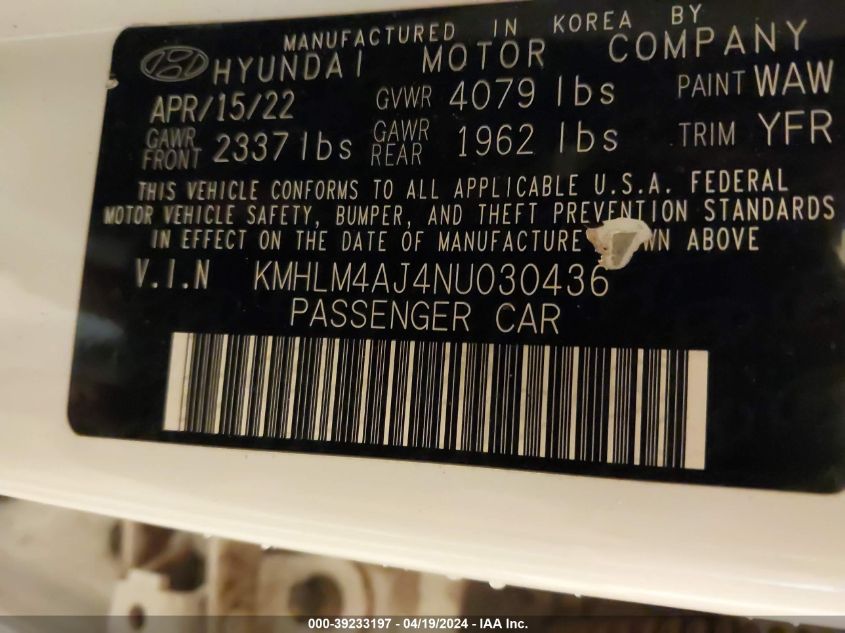 MANUFACTURED IN KOREA BY
HYUNDAI MOTOR COMPANY
APR/15/22 GVWR 4079 lbs PAINT WAW
GAWR FRONT 2337 lbs GAWR REAR 1962 lbs TRIM YFR
THIS VEHICLE CONFORMS TO ALL APPLICABLE U.S.A. FEDERAL
MOTOR VEHICLE SAFETY, BUMPER, AND THEFT PREVENTION STANDARDS
IN EFFECT ON THE DATE OF MANUFACTURE WN ABOVE
V.I.N KMHLM4AJ4NU030436
PASSENGER CAR
000-39233197 - 04/19/2024 - IAA Inc.